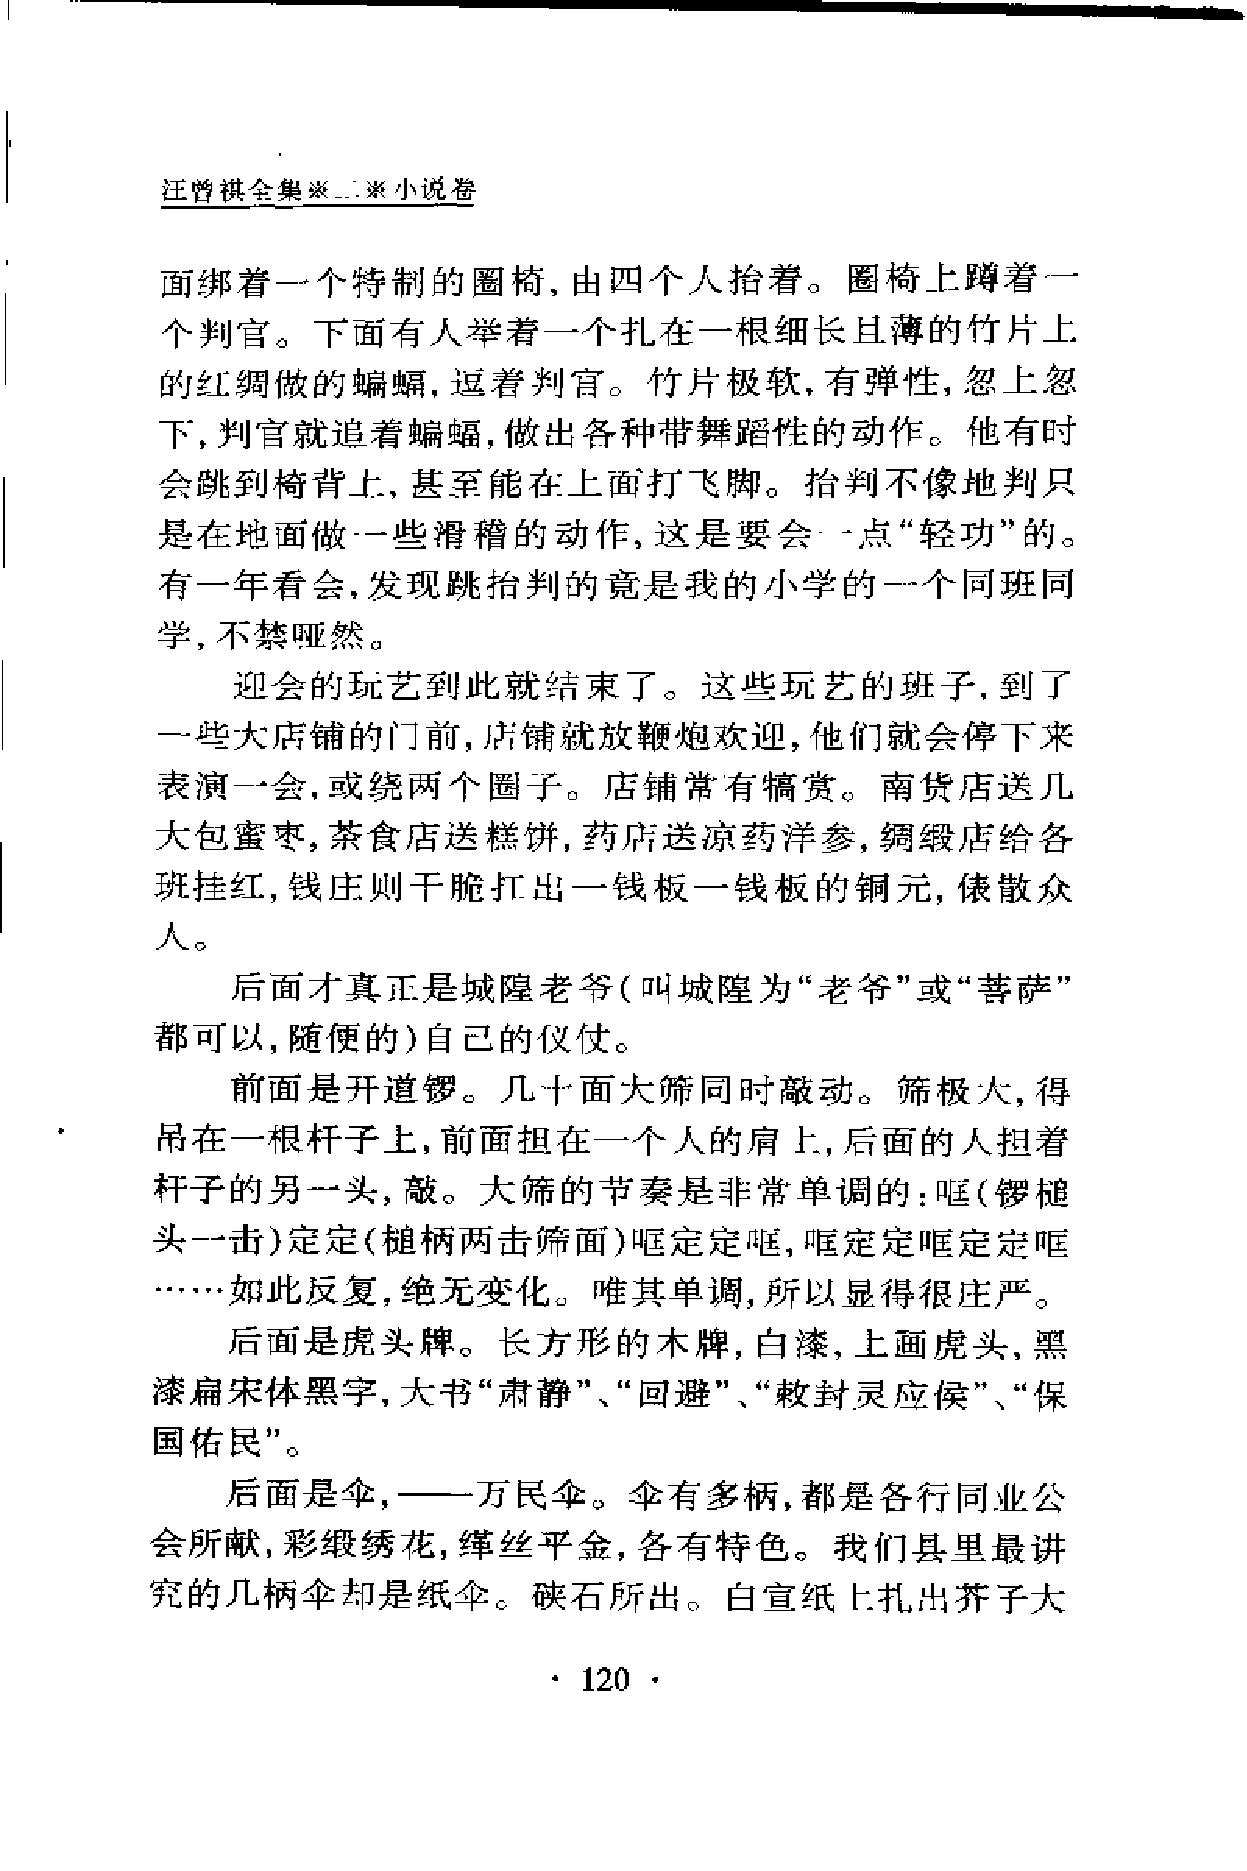 汪曾祺全集※二※小说卷
面绑着一个特制的圈椅,由四个人抬着。圈椅上蹲着一
个判官。下面有人举着一个扎在一根细长且薄的竹片上
的红绸做的蝙蝠,逗着判官。竹片极软,有弹性,忽上忽
下,判官就追着蝙蝠,做出各种带舞蹈性的动作。他有时
会跳到椅背上,甚至能在上面打飞脚。抬判不像地判只
是在地面做一些滑稽的动作,这是要会一点“轻功”的。
有一年看会,发现跳抬判的竟是我的小学的一个同班同
学,不禁哑然。
迎会的玩艺到此就结束了。这些玩艺的班子,到了
一些大店铺的门前,店铺就放鞭炮欢迎,他们就会停下来
表演一会,或绕两个圈子。店铺常有犒赏。南货店送几
大包蜜枣,茶食店送糕饼,药店送凉药洋参,绸缎店给各
班挂红,钱庄则干脆扛出一钱板一钱板的铜元,俵散众
人。
后面才真正是城隍老爷(叫城隍为“老爷”或“菩萨”
都可以,随便的)自己的仪仗。
前面是开道锣。几十面大筛同时敲动。筛极大,得
吊在一根杆子上,前面担在一个人的肩上,后面的人担着
杆子的另一头,敲。大筛的节奏是非常单调的:哐(锣槌
头一击)定定(槌柄两击筛面)哐定定哐,哐定定哐定定哐
……如此反复,绝无变化。唯其单调,所以显得很庄严。
后面是虎头牌。长方形的木牌,白漆,上画虎头,黑
漆扁宋体黑字,大书“肃静”、“回避”、“敕封灵应侯”、“保
国佑民”。
后面是伞,——万民伞。伞有多柄,都是各行同业公
会所献,彩缎绣花,缂丝平金,各有特色。我们县里最讲
究的几柄伞却是纸伞。硖石所出。白宣纸上扎出芥子大
· 120 ·